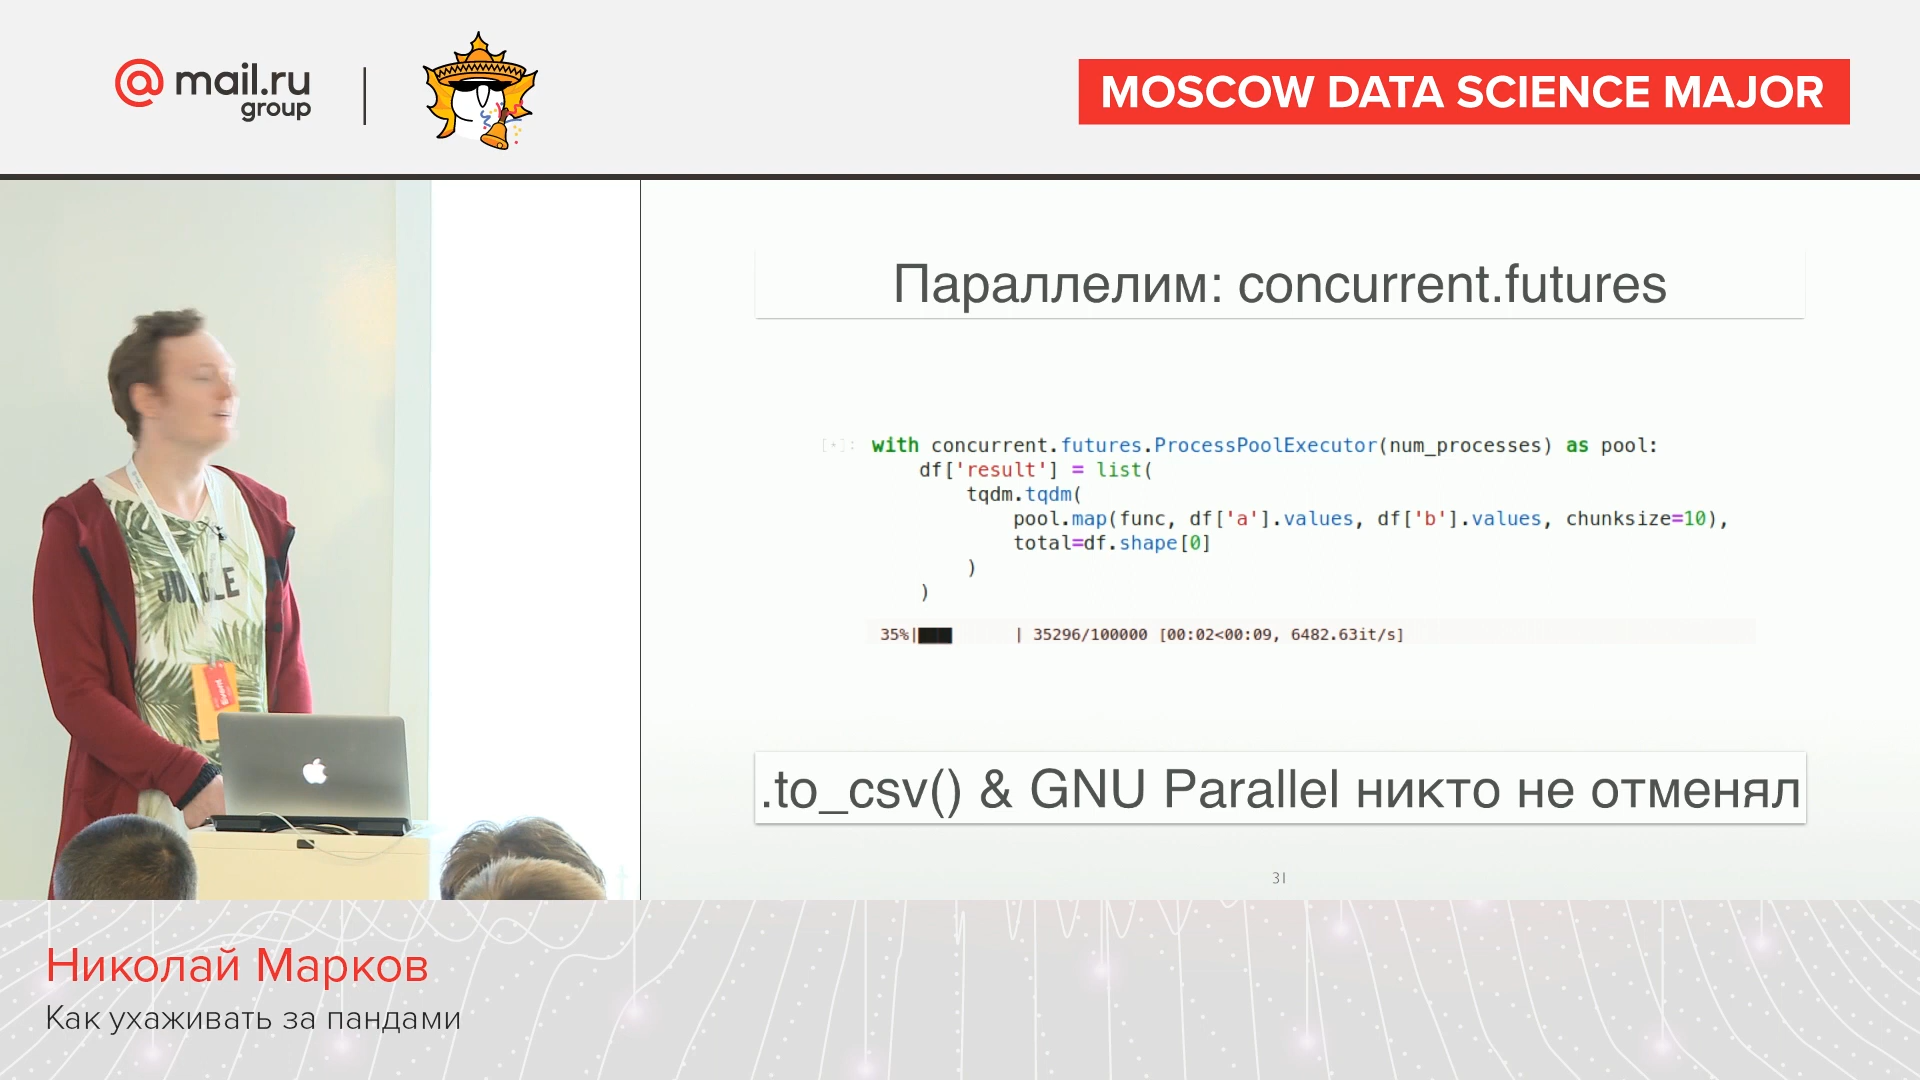 mail.ru
group
MOSCOW DATA SCIENCE MAJOR
JUNGLE
Параллелим: concurrent.futures
[*]: with concurrent.futures.ProcessPoolExecutor(num_processes) as pool:
df['result'] = list(
tqdm.tqdm(
pool.map(func, df['a'].values, df['b'].values, chunksize=10),
total=df.shape[0]
)
)
35%| | 35296/100000 [00:02<00:09, 6482.63it/s]
.to_csv() & GNU Parallel никто не отменял
31
Николай Марков
Как ухаживать за пандами